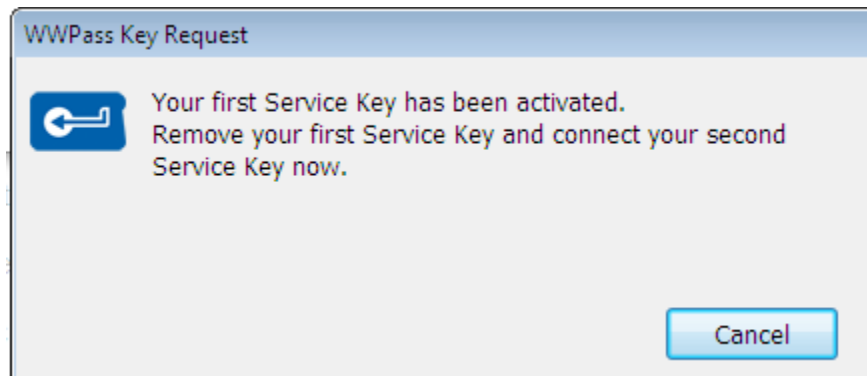 WWPass Key Request
Your first Service Key has been activated.
Remove your first Service Key and connect your second
Service Key now.
Cancel